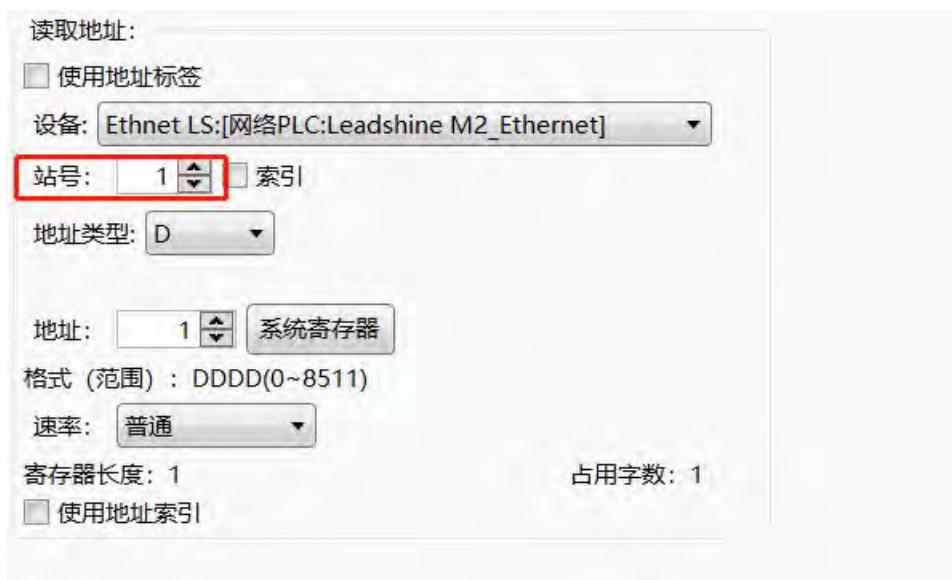 读取地址:
使用地址标签
设备: Ethnet LS:[网络PLC:Leadshine M2_Ethernet]
站号: 1 索引
地址类型: D
地址: 1 系统寄存器
格式 (范围) : DDDD(0~8511)
速率: 普通
寄存器长度: 1 占用字数: 1
使用地址索引